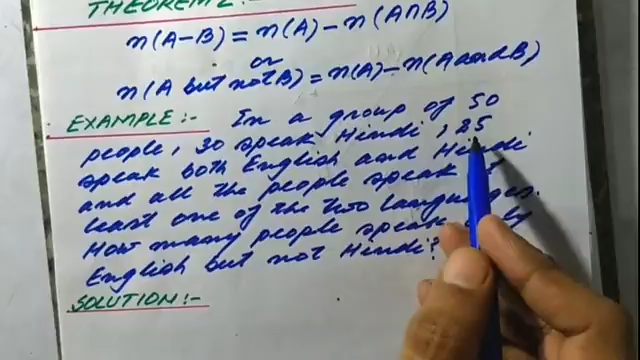 THEOREM 2 :-
n(A-B) = n(A) - n(A∩B)
or
n(A but not B) = n(A) - n(A and B)
EXAMPLE :- In a group of 50
people, 30 speak Hindi, 25
speak both English and Hindi
and all the people speak at
least one of the two languages.
How many people speak only
English but not Hindi?
SOLUTION :-